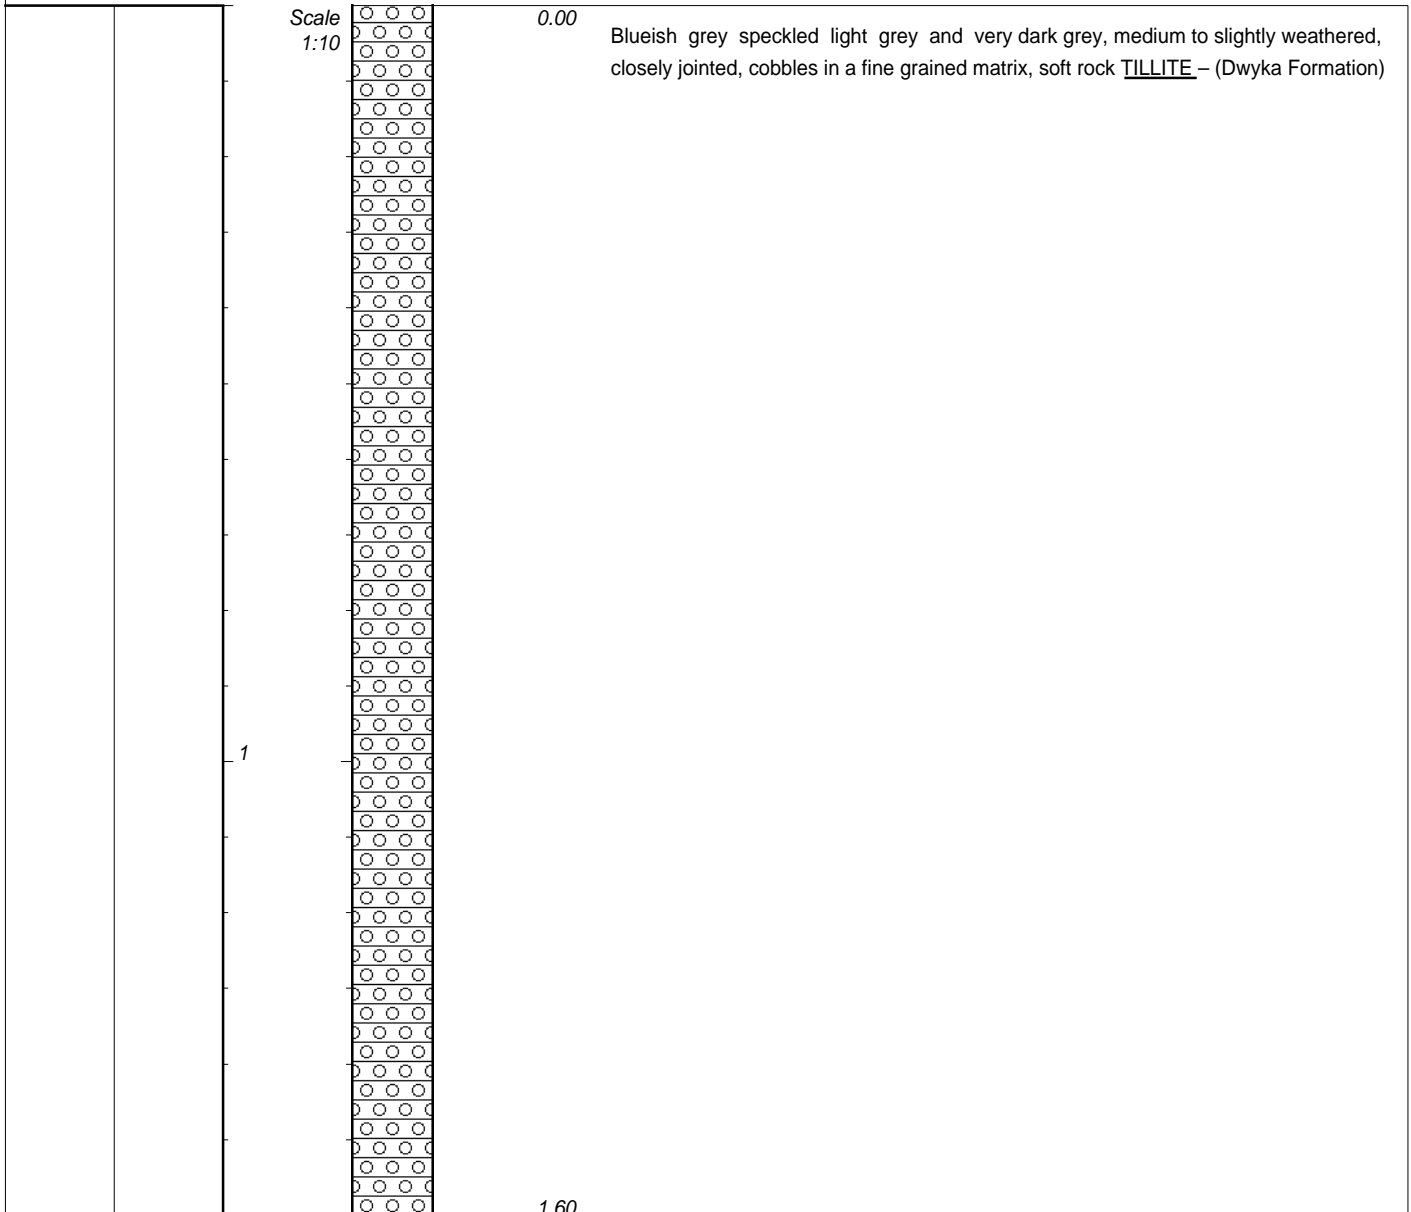 Scale
1:10
0.00
Blueish grey speckled light grey and very dark grey, medium to slightly weathered,
closely jointed, cobbles in a fine grained matrix, soft rock TILLITE – (Dwyka Formation)
1
1.60